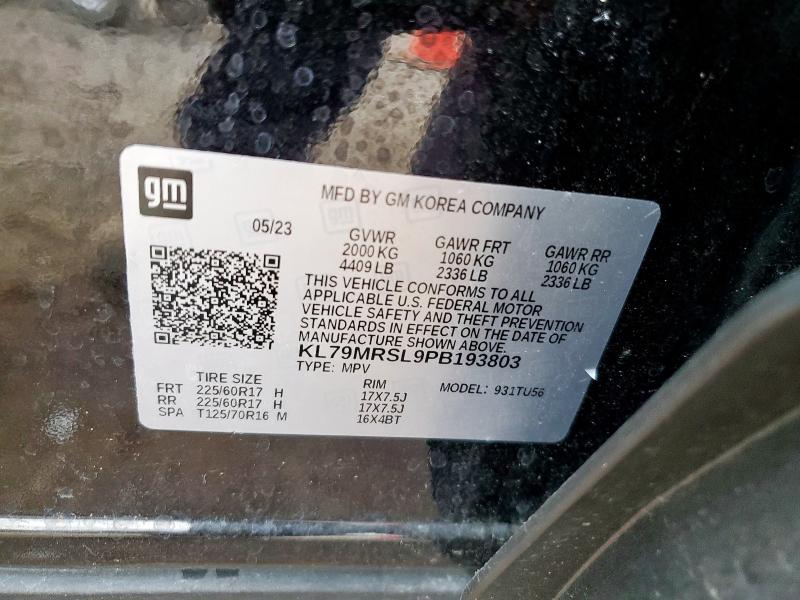 gm
MFD BY GM KOREA COMPANY
05/23
GVWR GAWR FRT GAWR RR
2000 KG 1060 KG 1060 KG
4409 LB 2336 LB 2336 LB
THIS VEHICLE CONFORMS TO ALL
APPLICABLE U.S. FEDERAL MOTOR
VEHICLE SAFETY AND THEFT PREVENTION
STANDARDS IN EFFECT ON THE DATE OF
MANUFACTURE SHOWN ABOVE.
KL79MRSL9PB193803
TYPE: MPV
TIRE SIZE RIM MODEL: 931TU56
FRT 225/60R17 H 17X7.5J
RR 225/60R17 H 17X7.5J
SPA T125/70R16 M 16X4BT